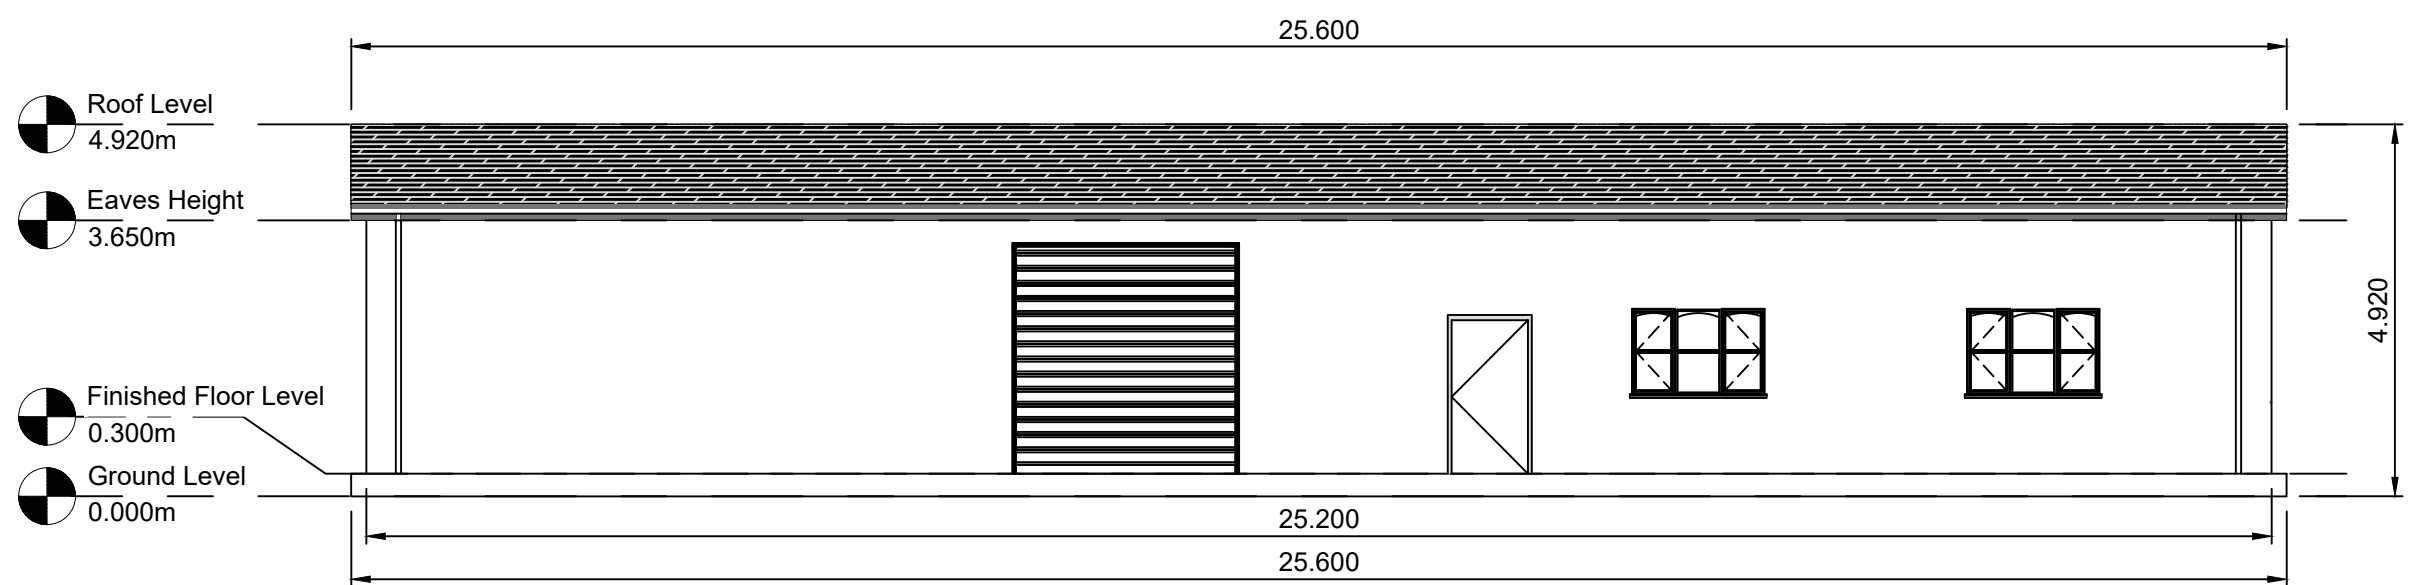 25.600
Roof Level
4.920m
Eaves Height
3.650m
4.920
Finished Floor Level
0.300m
Ground Level
0.000m
25.200
25.600